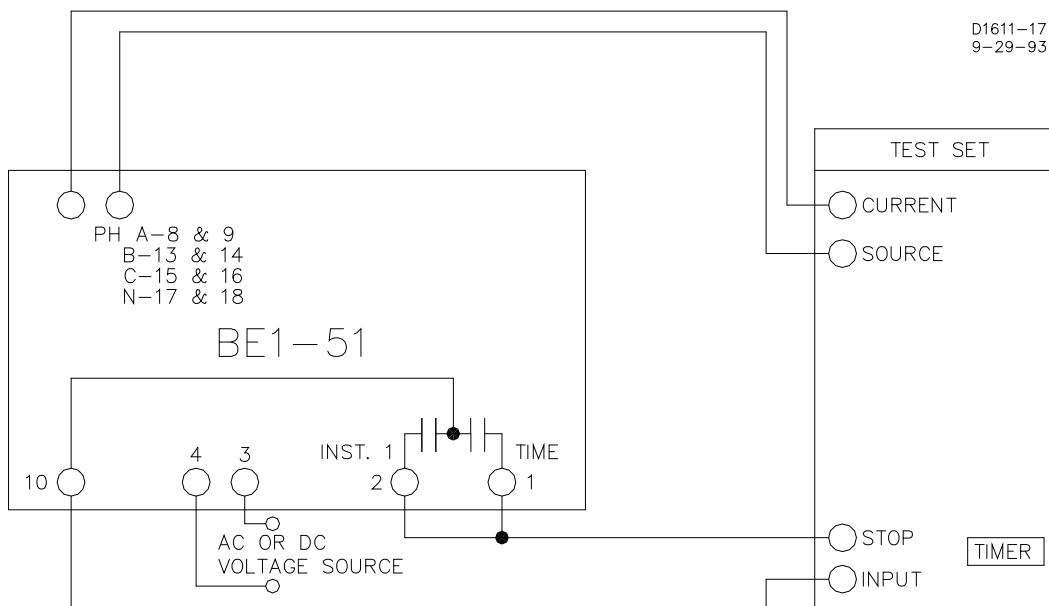 D1611-17
9-29-93
TEST SET
CURRENT
SOURCE
PH A-8 & 9
B-13 & 14
C-15 & 16
N-17 & 18
BE1-51
INST. 1
TIME
10
4
3
2
1
AC OR DC
VOLTAGE SOURCE
STOP
TIMER
INPUT